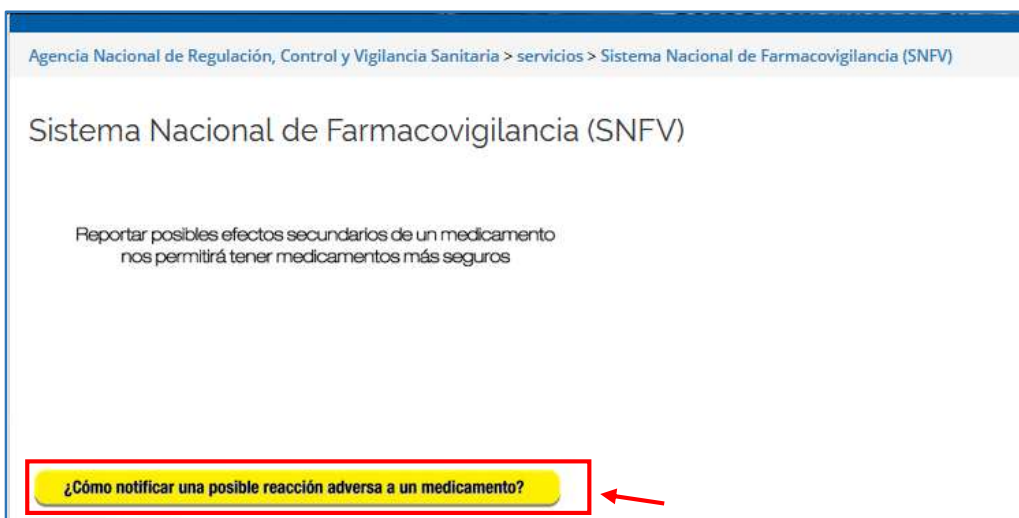 Agencia Nacional de Regulación, Control y Vigilancia Sanitaria > servicios > Sistema Nacional de Farmacovigilancia (SNFV)
Sistema Nacional de Farmacovigilancia (SNFV)
Reportar posibles efectos secundarios de un medicamento
nos permitirá tener medicamentos más seguros
¿Cómo notificar una posible reacción adversa a un medicamento?